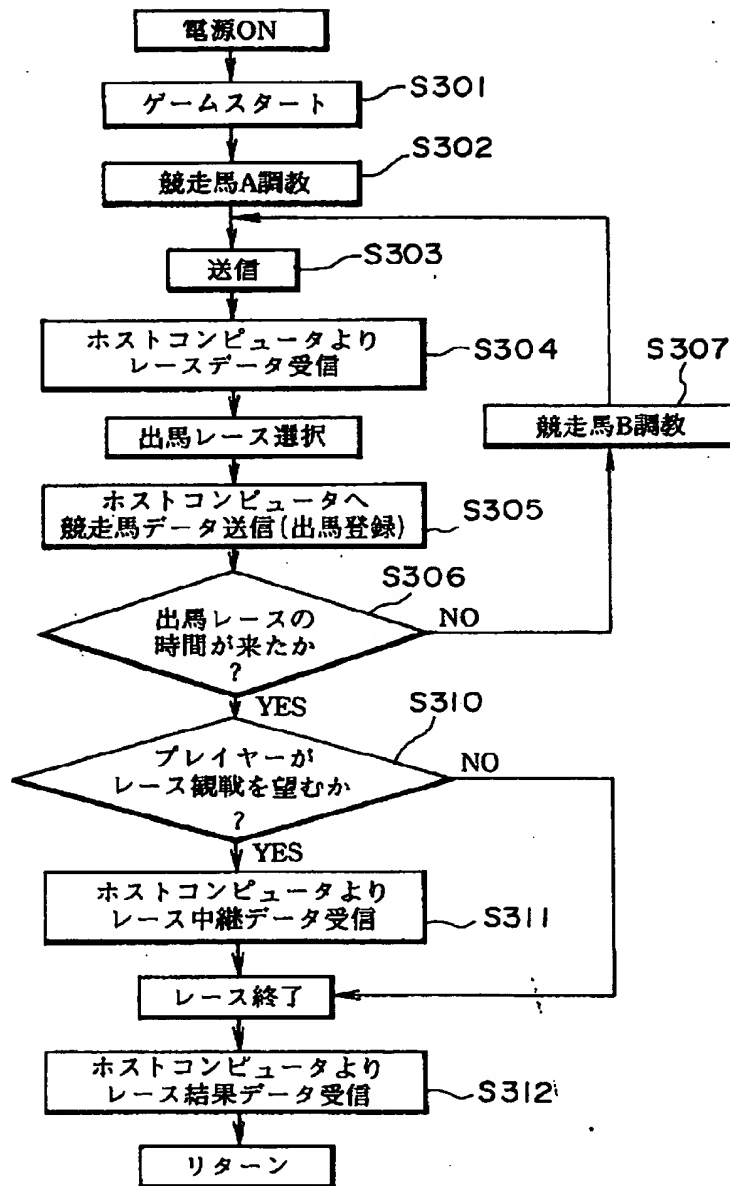 電源ON
ゲームスタート
S301
競走馬A調教
S302
送信
S303
ホストコンピュータより
レースデータ受信
S304
S307
競走馬B調教
出馬レース選択
ホストコンピュータへ
競走馬データ送信(出馬登録)
S305
S306
出馬レースの
時間が来たか
?
NO
YES
S310
プレイヤーが
レース観戦を望むか
?
NO
YES
ホストコンピュータより
レース中継データ受信
S311
レース終了
ホストコンピュータより
レース結果データ受信
S312
リターン